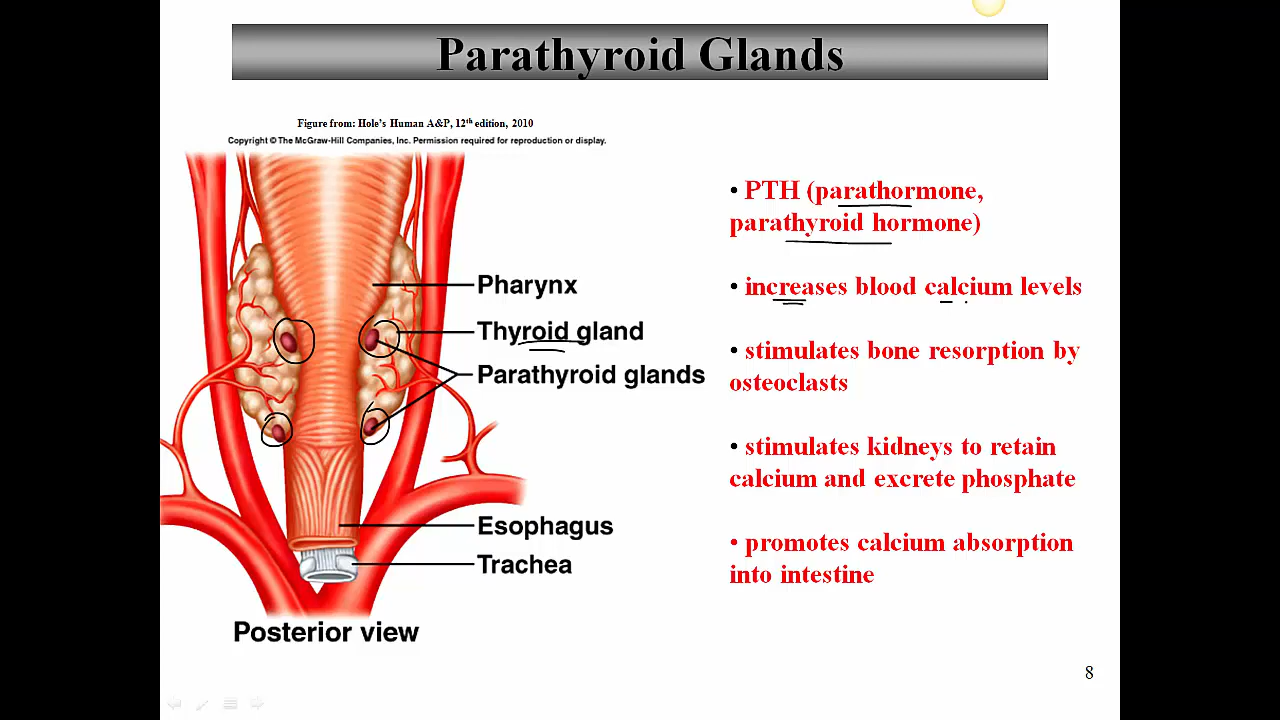 Parathyroid Glands
Figure from: Hole's Human A&P, 12th edition, 2010
Copyright © The McGraw-Hill Companies, Inc. Permission required for reproduction or display.
Pharynx
Thyroid gland
Parathyroid glands
Esophagus
Trachea
Posterior view
• PTH (parathormone,
parathyroid hormone)
• increases blood calcium levels
• stimulates bone resorption by
osteoclasts
• stimulates kidneys to retain
calcium and excrete phosphate
• promotes calcium absorption
into intestine
8